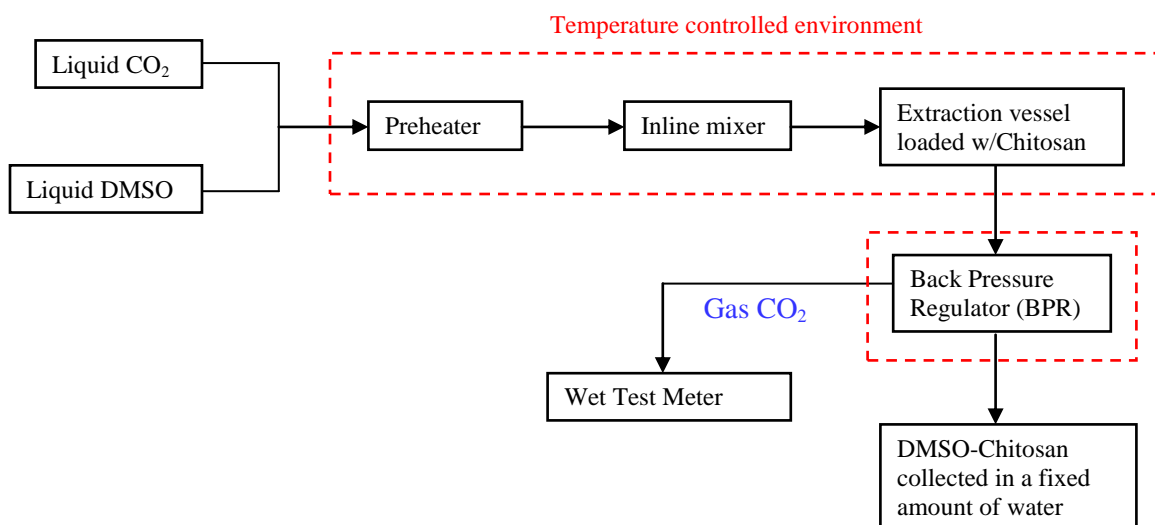 Temperature controlled environment
Liquid CO₂
Preheater
Inline mixer
Extraction vessel
loaded w/Chitosan
Liquid DMSO
Back Pressure
Regulator (BPR)
Gas CO₂
Wet Test Meter
DMSO-Chitosan
collected in a fixed
amount of water